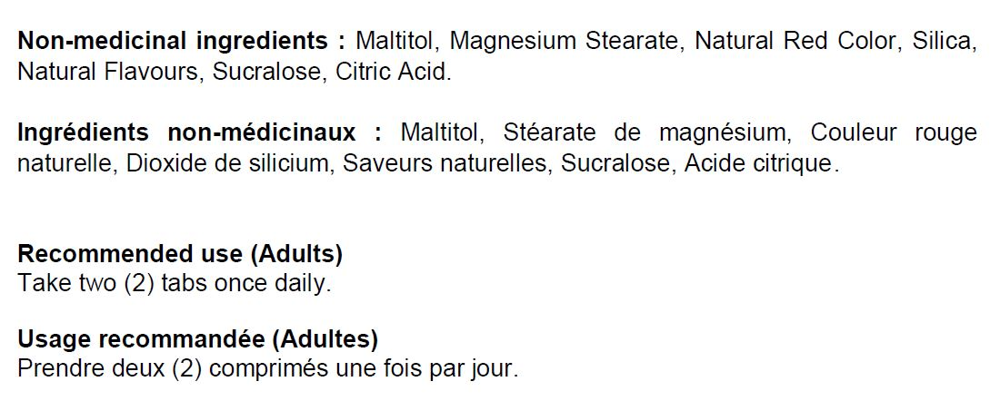 Non-medicinal ingredients : Maltitol, Magnesium Stearate, Natural Red Color, Silica,
Natural Flavours, Sucralose, Citric Acid.
Ingrédients non-médicinaux : Maltitol, Stéarate de magnésium, Couleur rouge
naturelle, Dioxide de silicium, Saveurs naturelles, Sucralose, Acide citrique.
Recommended use (Adults)
Take two (2) tabs once daily.
Usage recommandée (Adultes)
Prendre deux (2) comprimés une fois par jour.